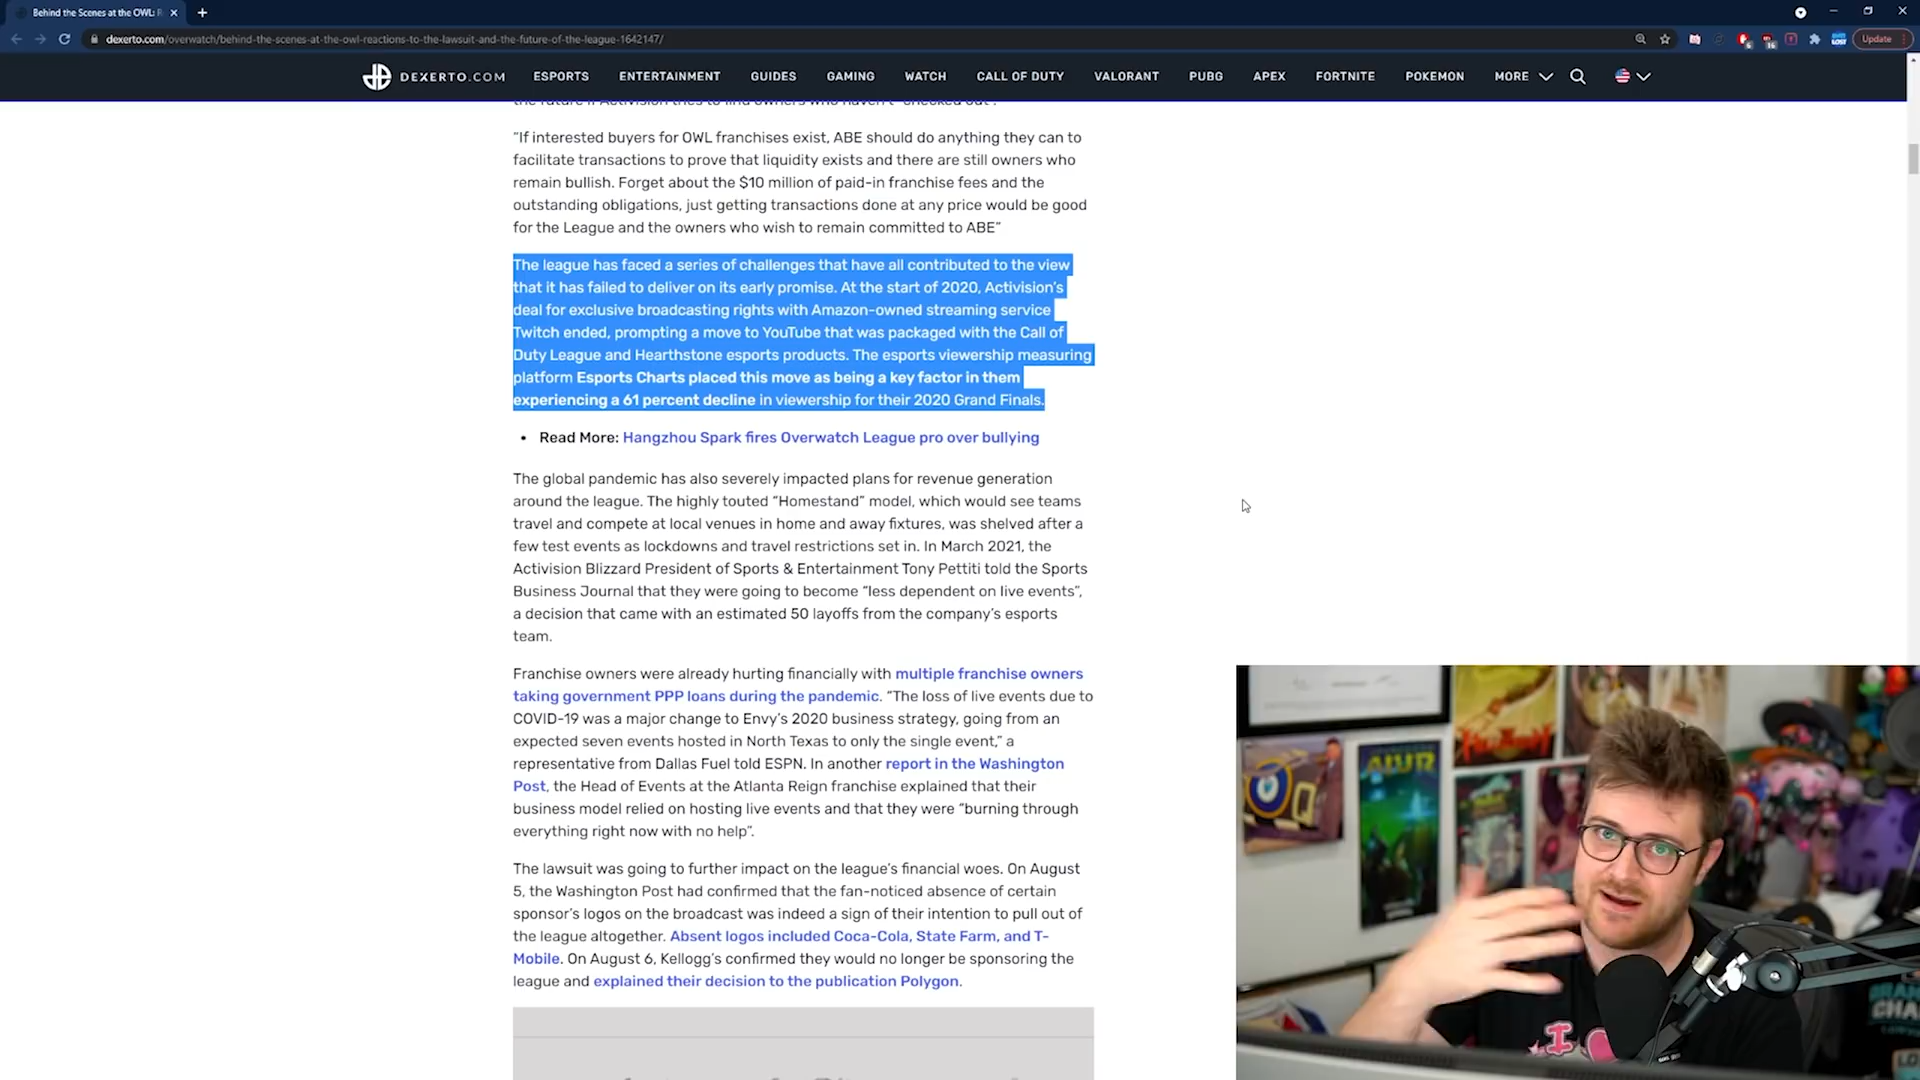 Behind the Scenes at the OWL: R
dexerto.com/overwatch/behind-the-scenes-at-the-owl-reactions-to-the-lawsuit-and-the-future-of-the-league-1642147/
Update
DEXERTO.COM
ESPORTS
ENTERTAINMENT
GUIDES
GAMING
WATCH
CALL OF DUTY
VALORANT
PUBG
APEX
FORTNITE
POKEMON
MORE
the future if Activision tries to find owners who haven't "checked out".
"If interested buyers for OWL franchises exist, ABE should do anything they can to
facilitate transactions to prove that liquidity exists and there are still owners who
remain bullish. Forget about the $10 million of paid-in franchise fees and the
outstanding obligations, just getting transactions done at any price would be good
for the League and the owners who wish to remain committed to ABE"
The league has faced a series of challenges that have all contributed to the view
that it has failed to deliver on its early promise. At the start of 2020, Activision's
deal for exclusive broadcasting rights with Amazon-owned streaming service
Twitch ended, prompting a move to YouTube that was packaged with the Call of
Duty League and Hearthstone esports products. The esports viewership measuring
platform Esports Charts placed this move as being a key factor in them
experiencing a 61 percent decline in viewership for their 2020 Grand Finals.
• Read More: Hangzhou Spark fires Overwatch League pro over bullying
The global pandemic has also severely impacted plans for revenue generation
around the league. The highly touted "Homestand" model, which would see teams
travel and compete at local venues in home and away fixtures, was shelved after a
few test events as lockdowns and travel restrictions set in. In March 2021, the
Activision Blizzard President of Sports & Entertainment Tony Pettiti told the Sports
Business Journal that they were going to become "less dependent on live events",
a decision that came with an estimated 50 layoffs from the company's esports
team.
Franchise owners were already hurting financially with multiple franchise owners
taking government PPP loans during the pandemic. "The loss of live events due to
COVID-19 was a major change to Envy's 2020 business strategy, going from an
expected seven events hosted in North Texas to only the single event," a
representative from Dallas Fuel told ESPN. In another report in the Washington
Post, the Head of Events at the Atlanta Reign franchise explained that their
business model relied on hosting live events and that they were "burning through
everything right now with no help".
The lawsuit was going to further impact on the league's financial woes. On August
5, the Washington Post had confirmed that the fan-noticed absence of certain
sponsor's logos on the broadcast was indeed a sign of their intention to pull out of
the league altogether. Absent logos included Coca-Cola, State Farm, and T-
Mobile. On August 6, Kellogg's confirmed they would no longer be sponsoring the
league and explained their decision to the publication Polygon.
I